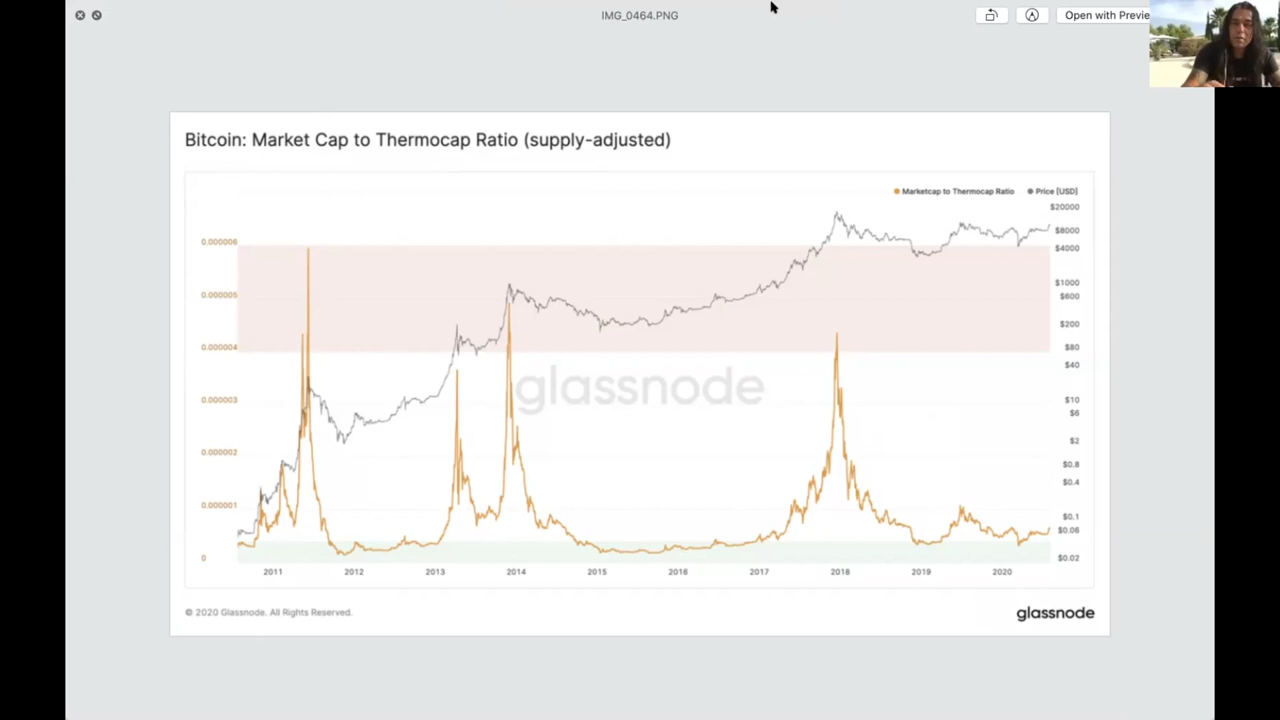 IMG_0464.PNG
Open with Previe
Bitcoin: Market Cap to Thermocap Ratio (supply-adjusted)
Marketcap to Thermocap Ratio Price [USD]
$20000
0.000006
$8000
$4000
0.000005
$1000
$600
0.000004
$200
$80
glassnode
$40
0.000003
$10
$6
0.000002
$2
$0.8
$0.4
0.000001
$0.1
$0.06
0
$0.02
2011 2012 2013 2014 2015 2016 2017 2018 2019 2020
© 2020 Glassnode. All Rights Reserved.
glassnode